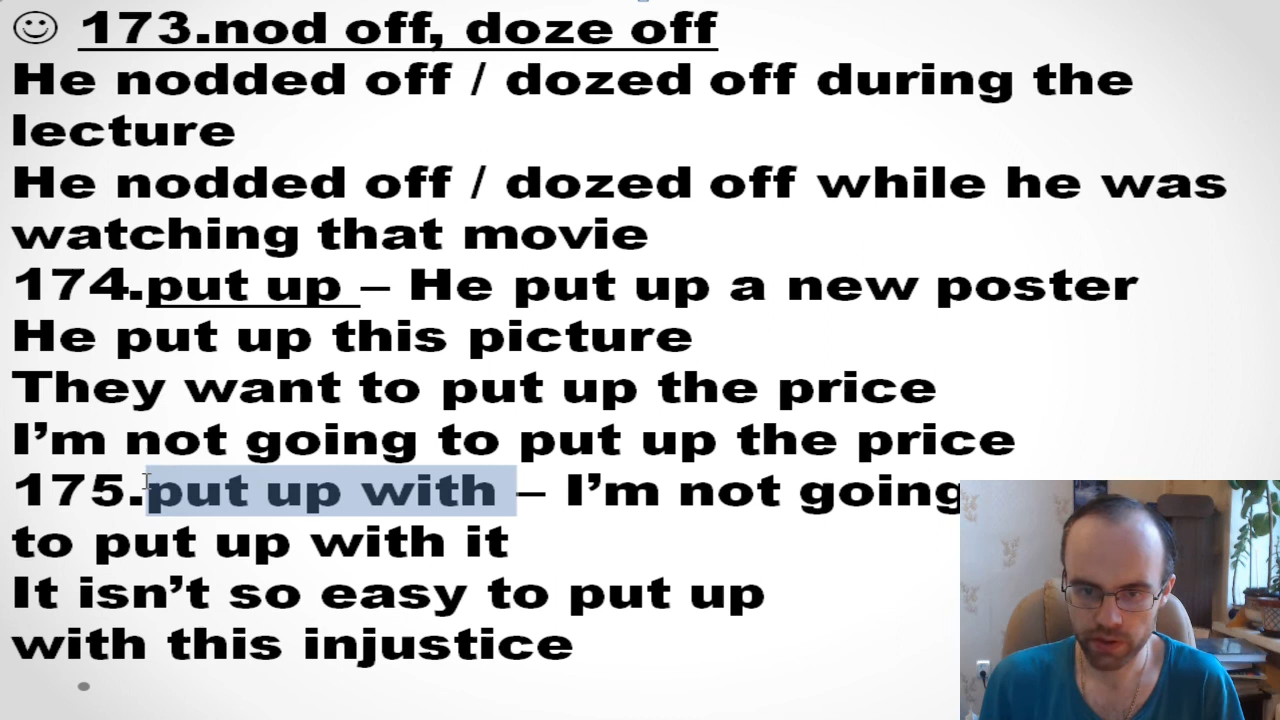 173.nod off, doze off
He nodded off / dozed off during the
lecture
He nodded off / dozed off while he was
watching that movie
174.put up – He put up a new poster
He put up this picture
They want to put up the price
I’m not going to put up the price
175.put up with – I’m not going
to put up with it
It isn’t so easy to put up
with this injustice